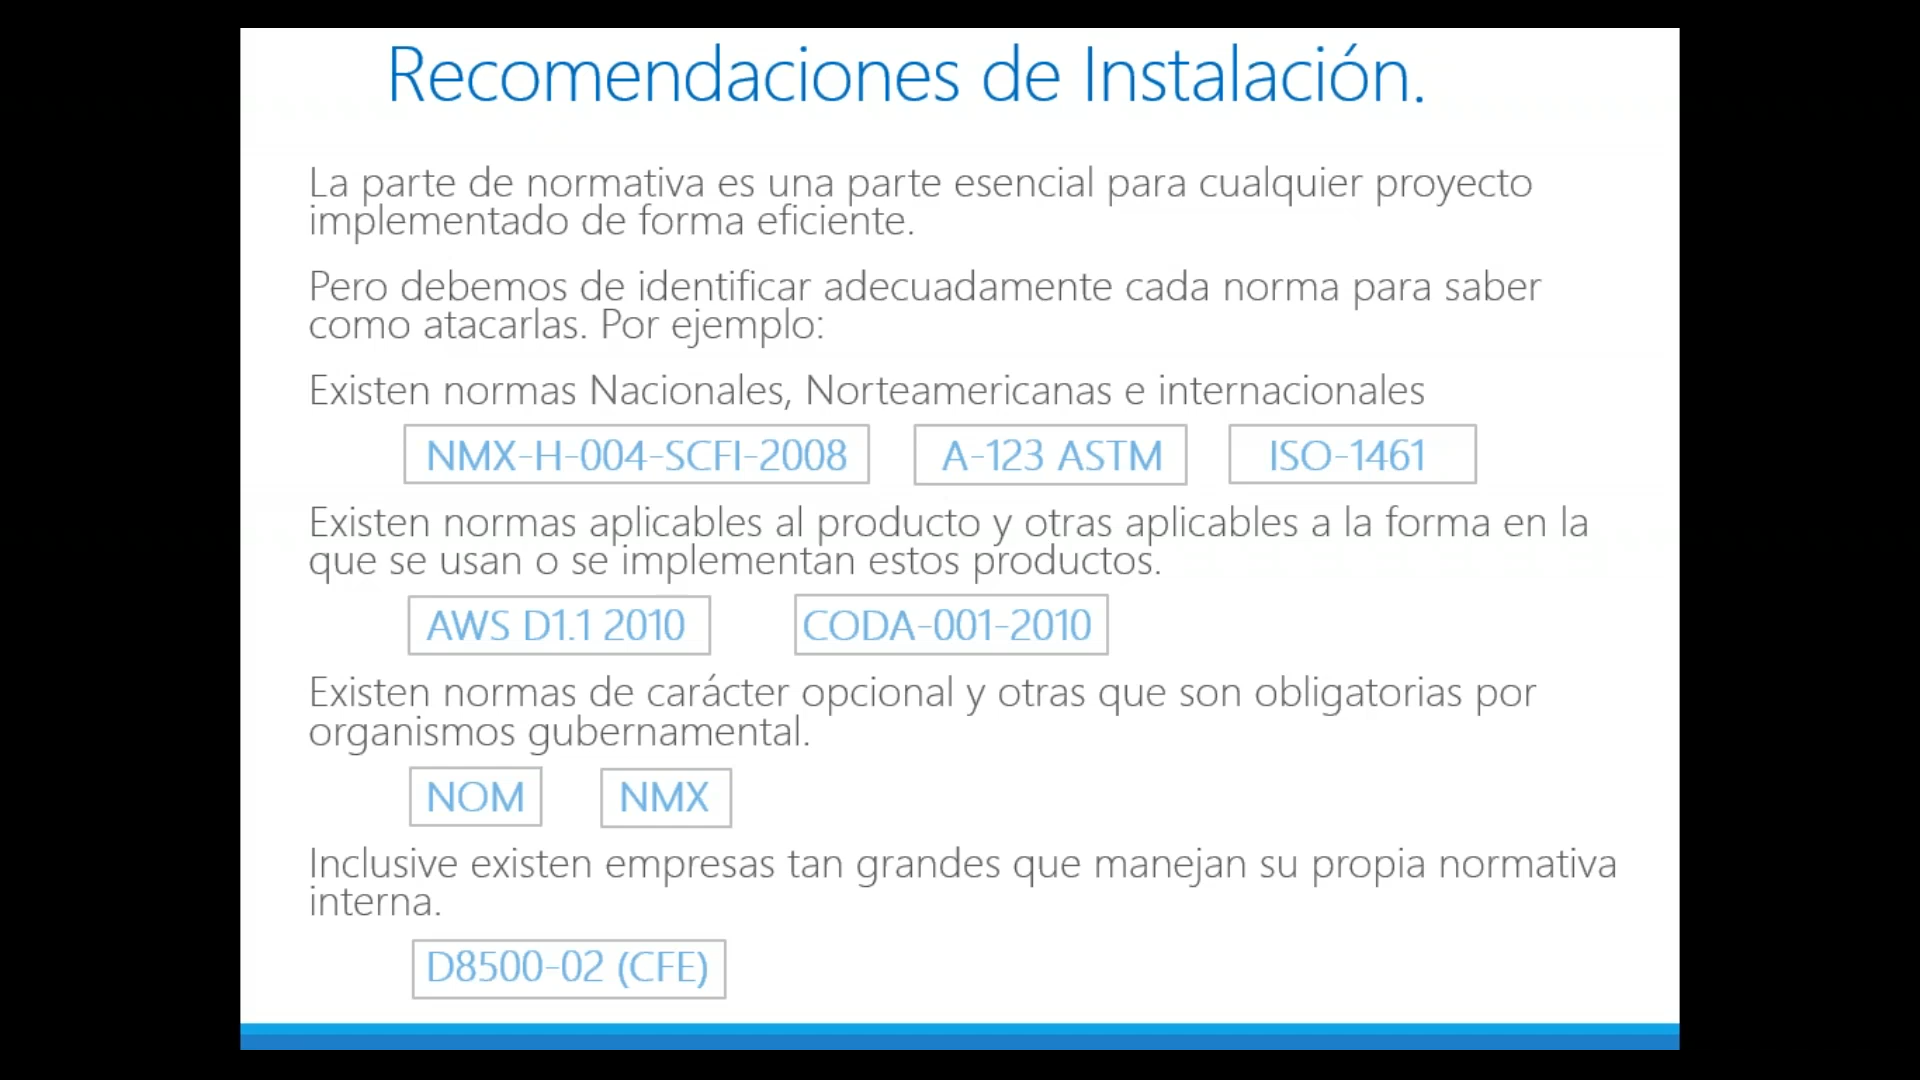 Recomendaciones de Instalación.
La parte de normativa es una parte esencial para cualquier proyecto
implementado de forma eficiente.
Pero debemos de identificar adecuadamente cada norma para saber
como atacarlas. Por ejemplo:
Existen normas Nacionales, Norteamericanas e internacionales
NMX-H-004-SCFI-2008 A-123 ASTM ISO-1461
Existen normas aplicables al producto y otras aplicables a la forma en la
que se usan o se implementan estos productos.
AWS D1.1 2010 CODA-001-2010
Existen normas de carácter opcional y otras que son obligatorias por
organismos gubernamental.
NOM NMX
Inclusive existen empresas tan grandes que manejan su propia normativa
interna.
D8500-02 (CFE)